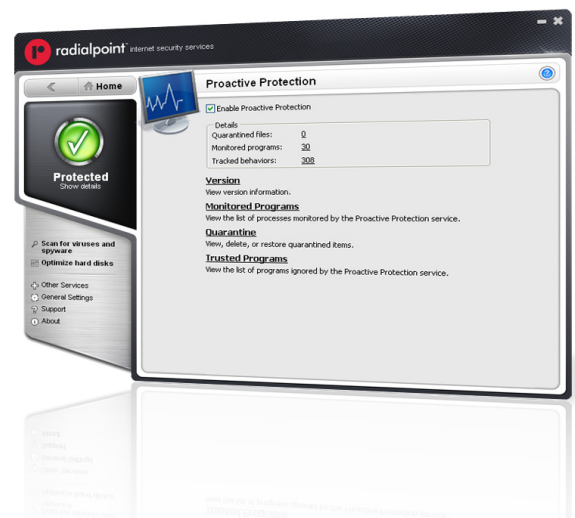 radialpoint internet security services
Home
Protected
Show details
Scan for viruses and
spyware
Optimize hard disks
Other Services
General Settings
Support
About
Proactive Protection
Enable Proactive Protection
Details
Quarantined files: 0
Monitored programs: 30
Tracked behaviors: 308
Version
View version information.
Monitored Programs
View the list of processes monitored by the Proactive Protection service.
Quarantine
View, delete, or restore quarantined items.
Trusted Programs
View the list of programs ignored by the Proactive Protection service.